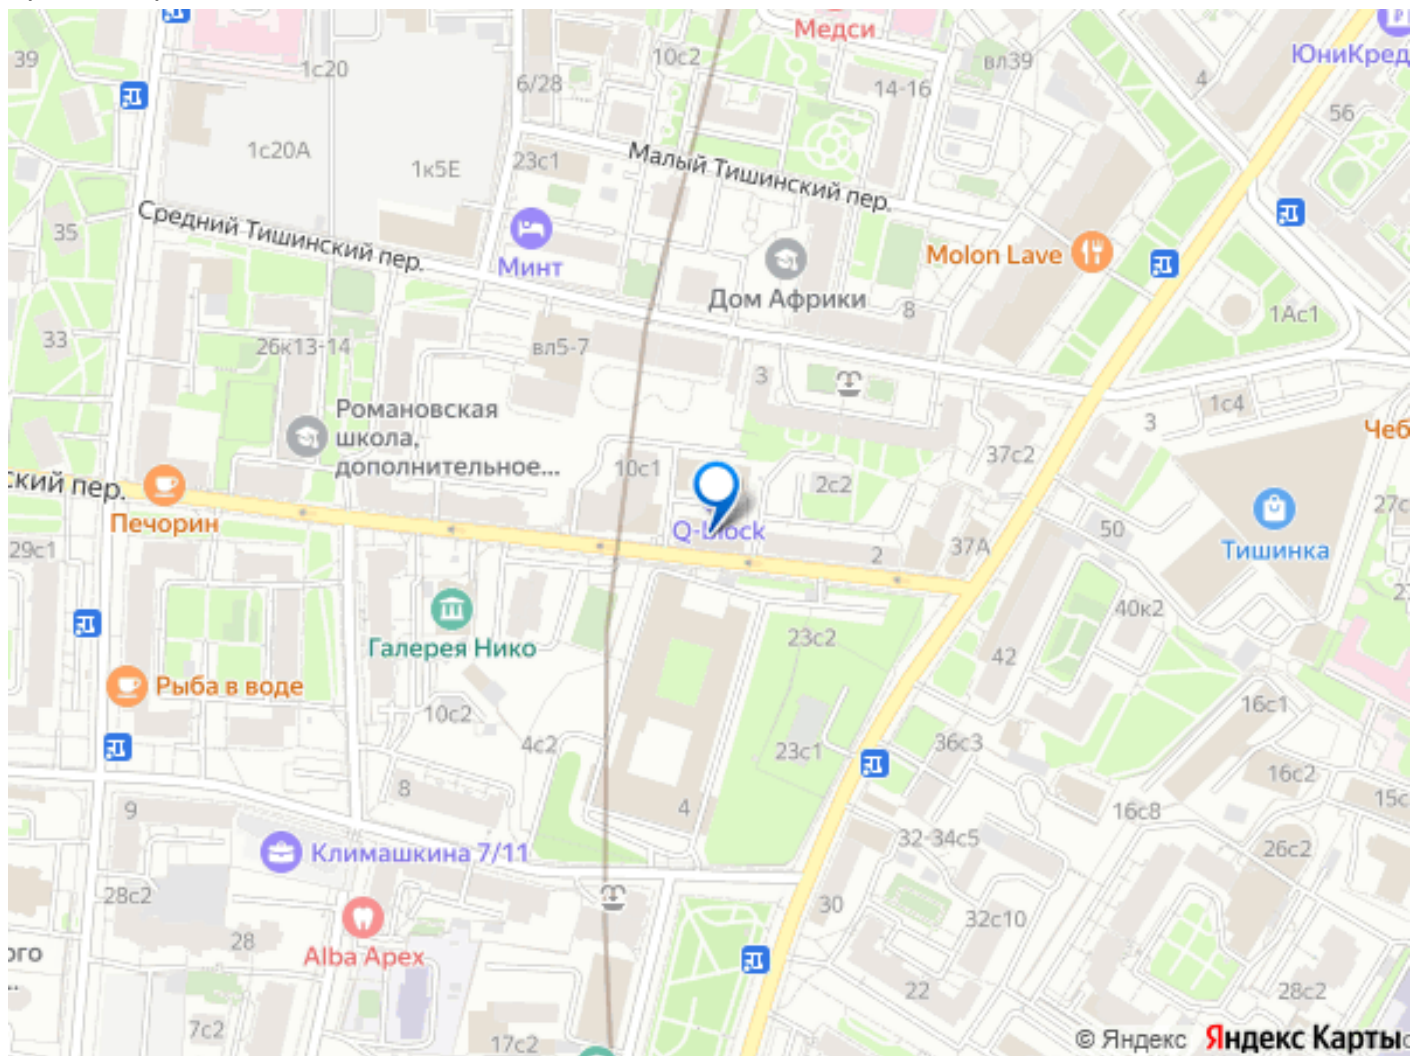 Медси
ЮниКред
39
1с20
10с2
14-16
вл39
4
56
6/28
1с20А
1к5Е
23с1
Малый Тишинский пер.
Средний Тишинский пер.
35
Минт
Дом Африки
Molon Lave
8
1Ас1
33
26к13-14
вл5-7
3
Романовская
школа,
дополнительное...
1с4
3
Чеб
37с2
10с1
2с2
ский пер.
Печорин
Q-block
2
37А
50
Тишинка
27с
29с1
40к2
Галерея Нико
23с2
42
Рыба в воде
10с2
4с2
23с1
36с3
16с1
16с2
15с
8
4
9
16с8
32-34с5
26с2
Климашкина 7/11
28с2
30
32с10
28
Alba Apex
ого
22
28с2
7с2
17с2
© Яндекс Яндекс Карты